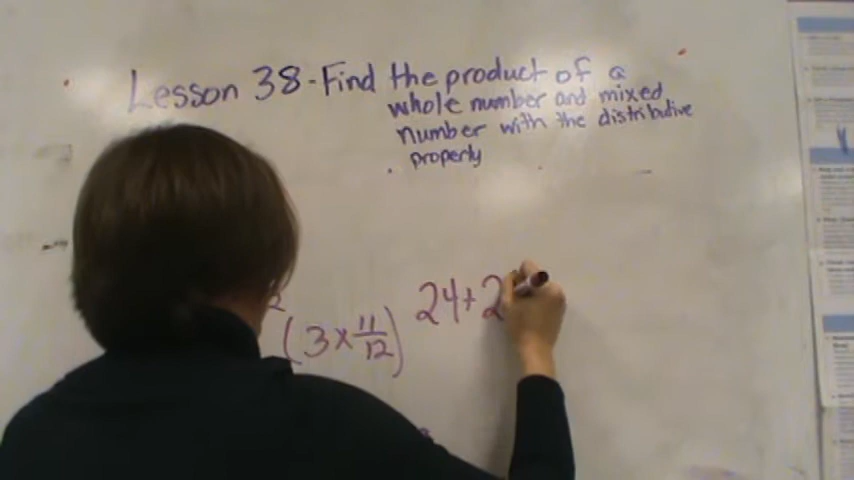 Lesson 38 - Find the product of a
whole number and mixed
number with the distributive
property
2
(3 x 11/12) 24 + 2